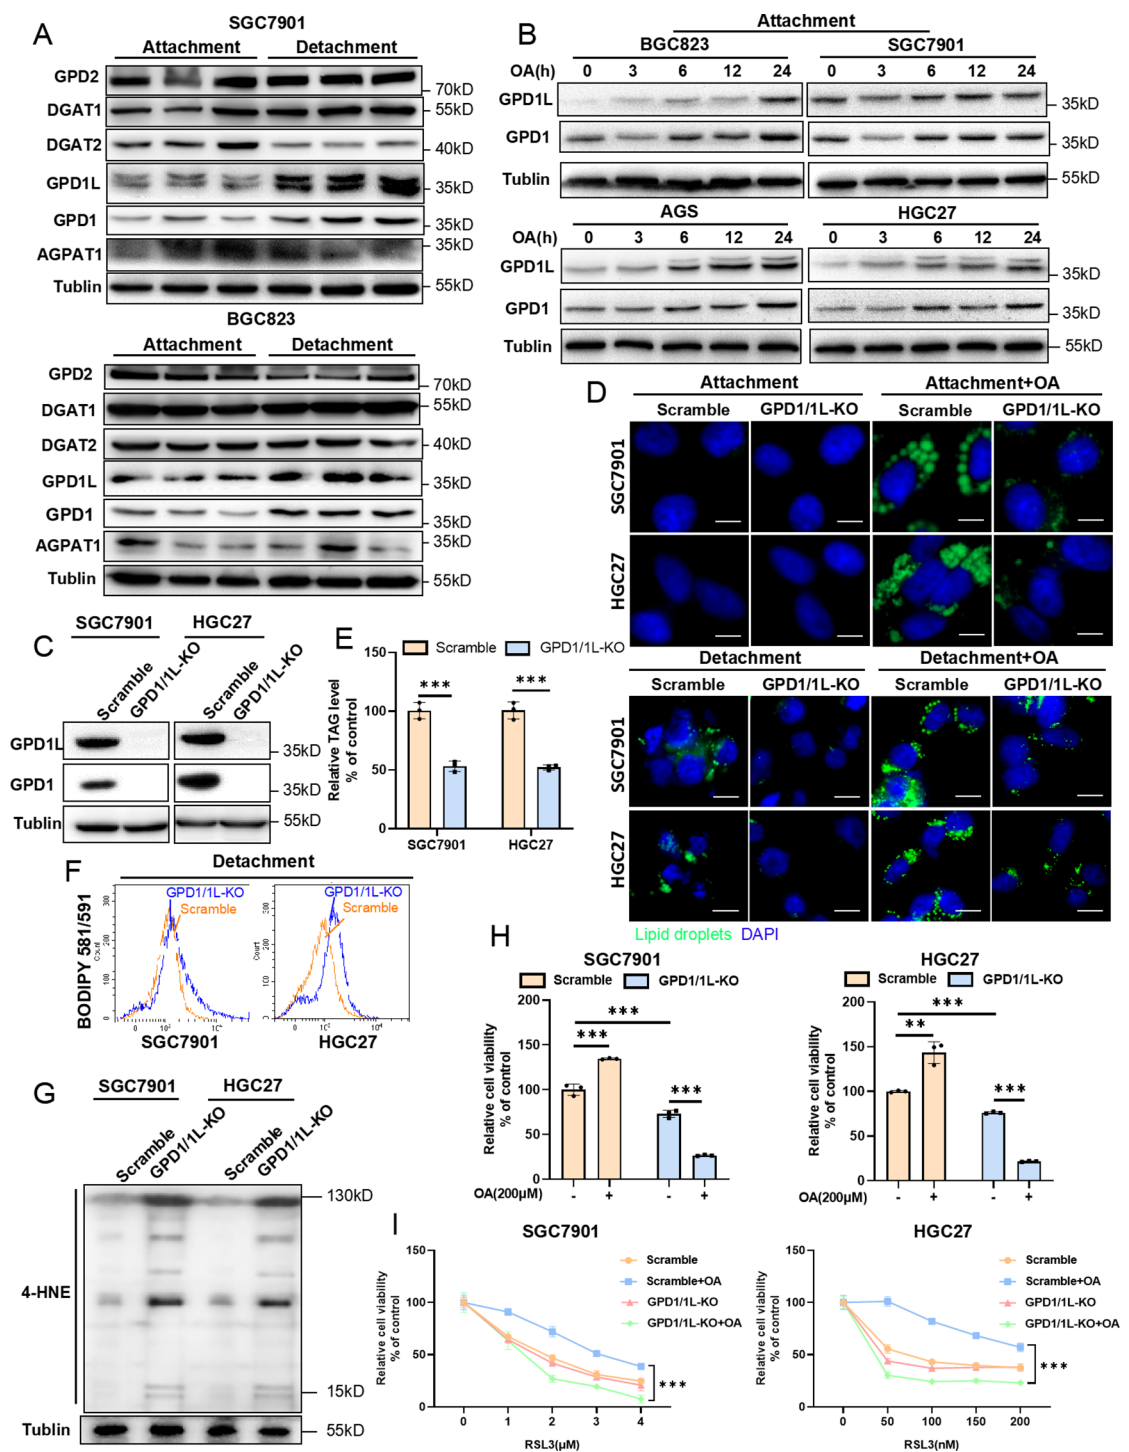 A
SGC7901
Attachment Detachment
GPD2
70kD
DGAT1
55kD
DGAT2
40kD
GPD1L
35kD
GPD1
35kD
AGPAT1
35kD
Tublin
55kD
BGC823
Attachment Detachment
GPD2
70kD
DGAT1
55kD
DGAT2
40kD
GPD1L
35kD
GPD1
35kD
AGPAT1
35kD
Tublin
55kD
B
Attachment
BGC823 SGC7901
OA(h) 0 3 6 12 24 0 3 6 12 24
GPD1L
35kD
GPD1
35kD
Tublin
55kD
AGS HGC27
OA(h) 0 3 6 12 24 0 3 6 12 24
GPD1L
35kD
GPD1
35kD
Tublin
55kD
C
SGC7901 HGC27
Scramble GPD1/1L-KO Scramble GPD1/1L-KO
GPD1L
35kD
GPD1
35kD
Tublin
55kD
D
Attachment Attachment+OA
Scramble GPD1/1L-KO Scramble GPD1/1L-KO
SGC7901
HGC27
Detachment Detachment+OA
Scramble GPD1/1L-KO Scramble GPD1/1L-KO
SGC7901
HGC27
Lipid droplets DAPI
E
Scramble GPD1/1L-KO
Relative TAG level
% of control
150
100
50
0
*** ***
SGC7901 HGC27
F
Detachment
BODIPY 581/591
GPD1/1L-KO
Scramble
Count
300
200
100
0
SGC7901
GPD1/1L-KO
Scramble
Count
300
200
100
0
HGC27
G
SGC7901 HGC27
Scramble GPD1/1L-KO Scramble GPD1/1L-KO
130kD
4-HNE
15kD
Tublin
55kD
H
SGC7901
Scramble GPD1/1L-KO
Relative cell viability
% of control
200
150
100
50
0
*** *** ***
OA(200μM) - + - +
HGC27
Scramble GPD1/1L-KO
Relative cell viability
% of control
200
150
100
50
0
** *** ***
OA(200μM) - + - +
I
SGC7901
Relative cell viability
% of control
150
100
50
0
Scramble
Scramble+OA
GPD1/1L-KO
GPD1/1L-KO+OA
***
0 1 2 3 4
RSL3(μM)
HGC27
Relative cell viability
% of control
150
100
50
0
Scramble
Scramble+OA
GPD1/1L-KO
GPD1/1L-KO+OA
***
0 50 100 150 200
RSL3(nM)